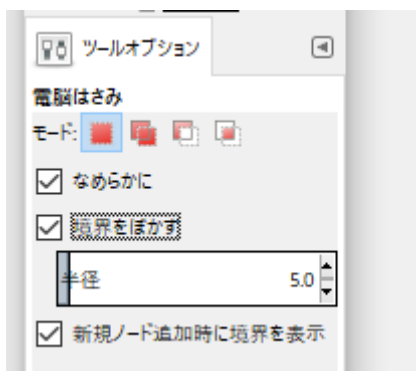 ツールオプション
電脳はさみ
モード:
なめらかに
境界をぼかす
半径 5.0
新規ノード追加時に境界を表示